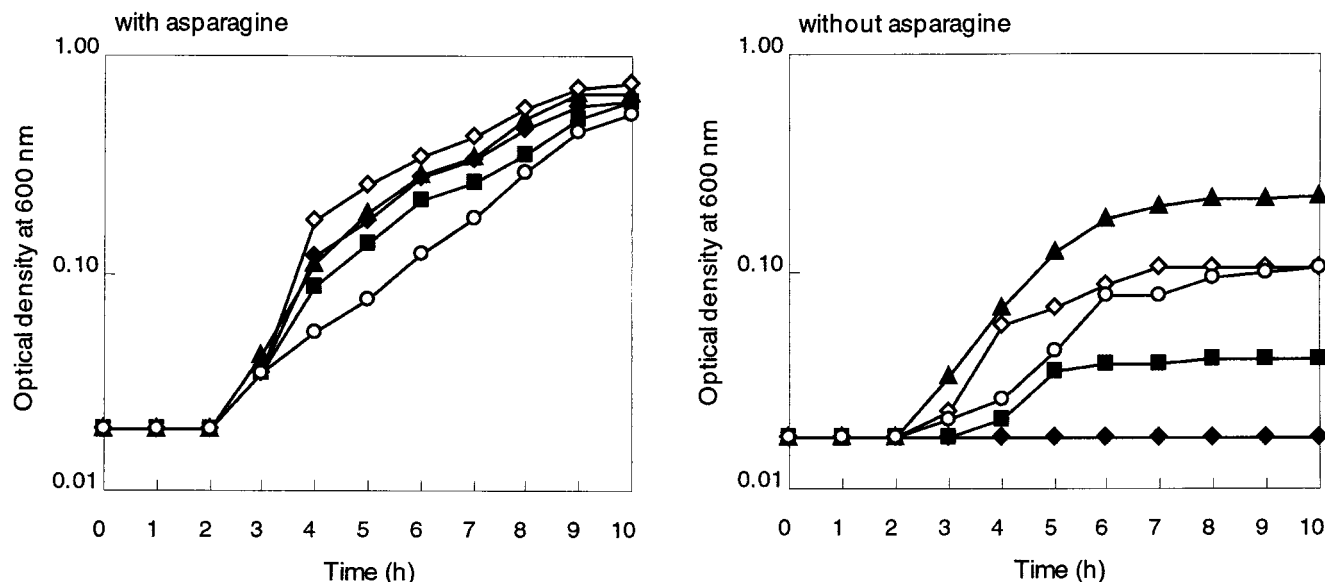 with asparagine
1.00
0.10
0.01
Optical density at 600 nm
0 1 2 3 4 5 6 7 8 9 10
Time (h)
without asparagine
1.00
0.10
0.01
Optical density at 600 nm
0 1 2 3 4 5 6 7 8 9 10
Time (h)